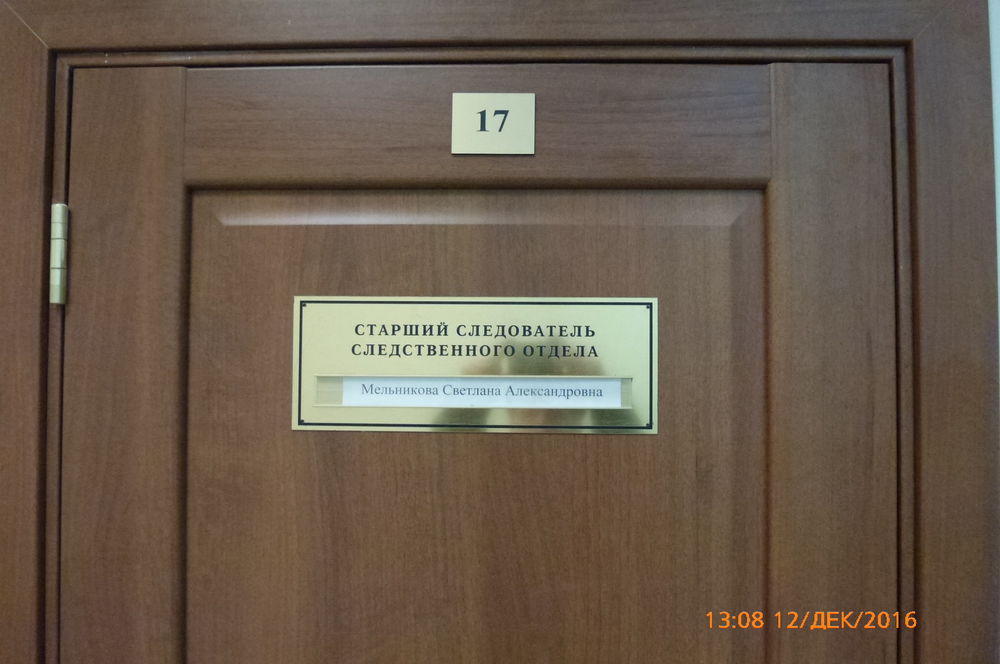 17
СТАРШИЙ СЛЕДОВАТЕЛЬ
СЛЕДСТВЕННОГО ОТДЕЛА
Мельникова Светлана Александровна
13:08 12/ДЕК/2016